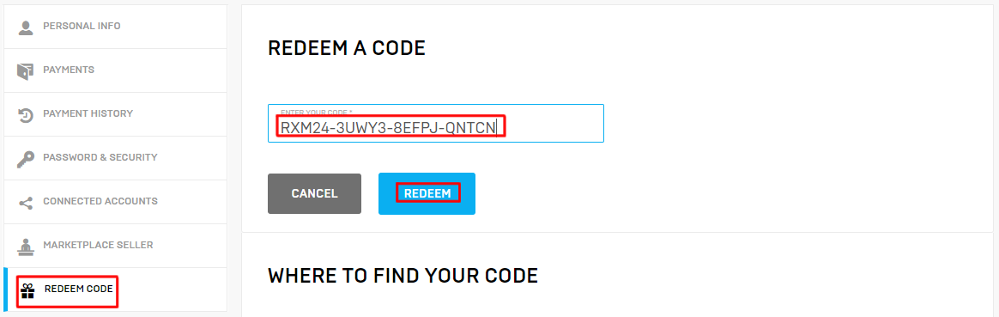 PERSONAL INFO
PAYMENTS
PAYMENT HISTORY
PASSWORD & SECURITY
CONNECTED ACCOUNTS
MARKETPLACE SELLER
REDEEM CODE
REDEEM A CODE
ENTER YOUR CODE *
RXM24-3UWY3-8EFPJ-QNTCN
CANCEL
REDEEM
WHERE TO FIND YOUR CODE